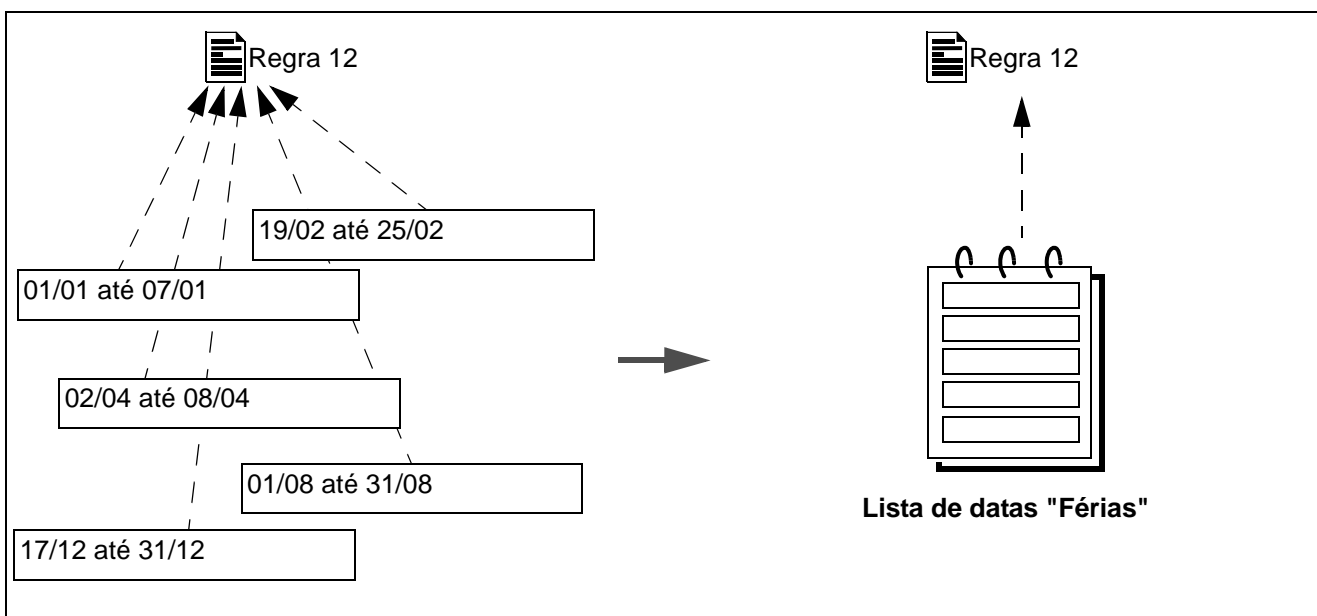 Regra 12
Regra 12
19/02 até 25/02
01/01 até 07/01
02/04 até 08/04
01/08 até 31/08
17/12 até 31/12
Lista de datas "Férias"